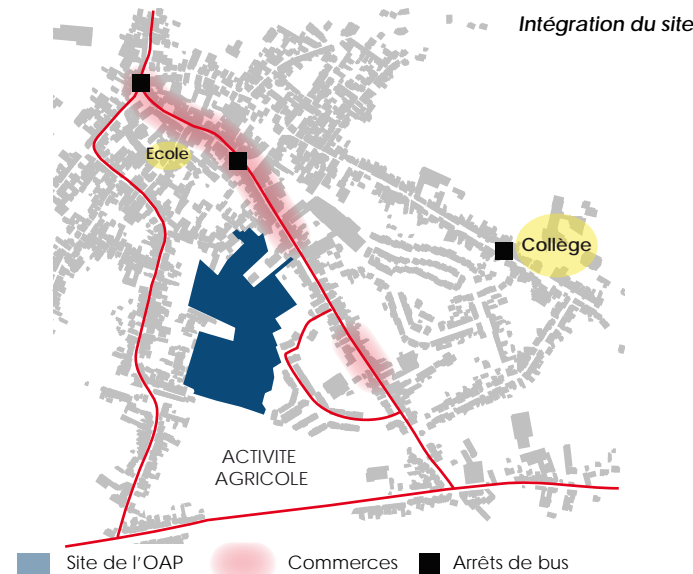 Intégration du site
Ecole
Collège
ACTIVITE
AGRICOLE
Site de l'OAP
Commerces
Arrêts de bus